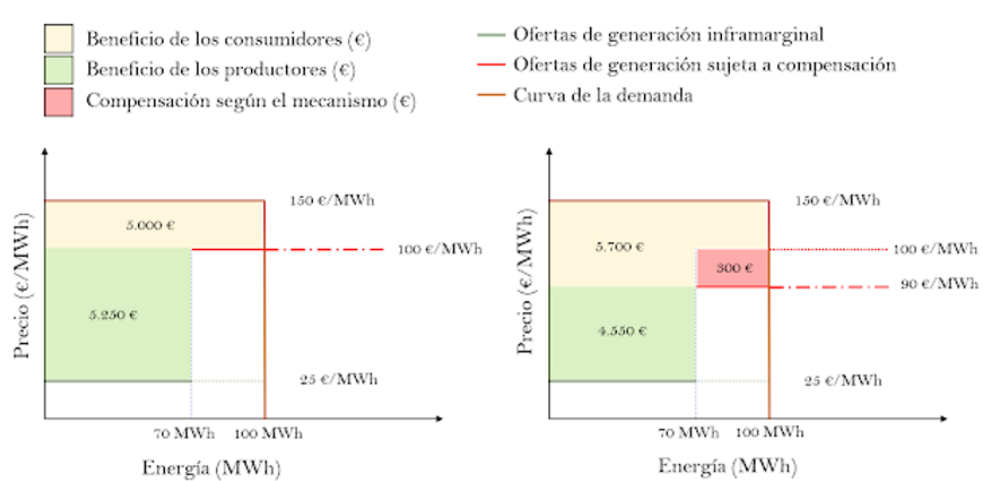 Beneficio de los consumidores (€)
Beneficio de los productores (€)
Compensación según el mecanismo (€)
Ofertas de generación inframarginal
Ofertas de generación sujeta a compensación
Curva de la demanda
Precio (€/MWh)
150 €/MWh
5.000 €
100 €/MWh
5.250 €
25 €/MWh
70 MWh
100 MWh
Energía (MWh)
Precio (€/MWh)
150 €/MWh
5.700 €
100 €/MWh
300 €
90 €/MWh
4.550 €
25 €/MWh
70 MWh
100 MWh
Energía (MWh)